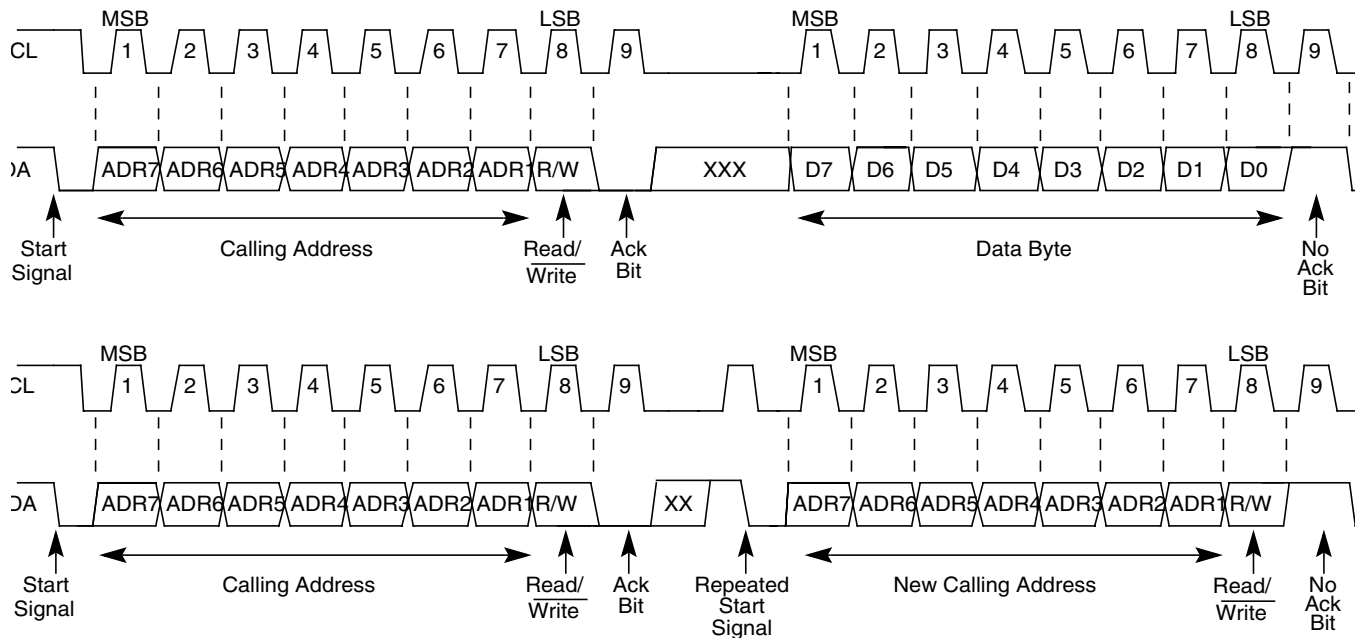 MSB LSB MSB LSB
CL 1 2 3 4 5 6 7 8 9 1 2 3 4 5 6 7 8 9
DA ADR7 ADR6 ADR5 ADR4 ADR3 ADR2 ADR1 R/W XXX D7 D6 D5 D4 D3 D2 D1 D0
Start Signal
Calling Address
Read/
Write
Ack
Bit
Data Byte
No
Ack
Bit
MSB LSB MSB LSB
CL 1 2 3 4 5 6 7 8 9 1 2 3 4 5 6 7 8 9
DA ADR7 ADR6 ADR5 ADR4 ADR3 ADR2 ADR1 R/W XX ADR7 ADR6 ADR5 ADR4 ADR3 ADR2 ADR1 R/W
Start
Signal
Calling Address
Read/
Write
Ack
Bit
Repeated
Start
Signal
New Calling Address
Read/
Write
No
Ack
Bit